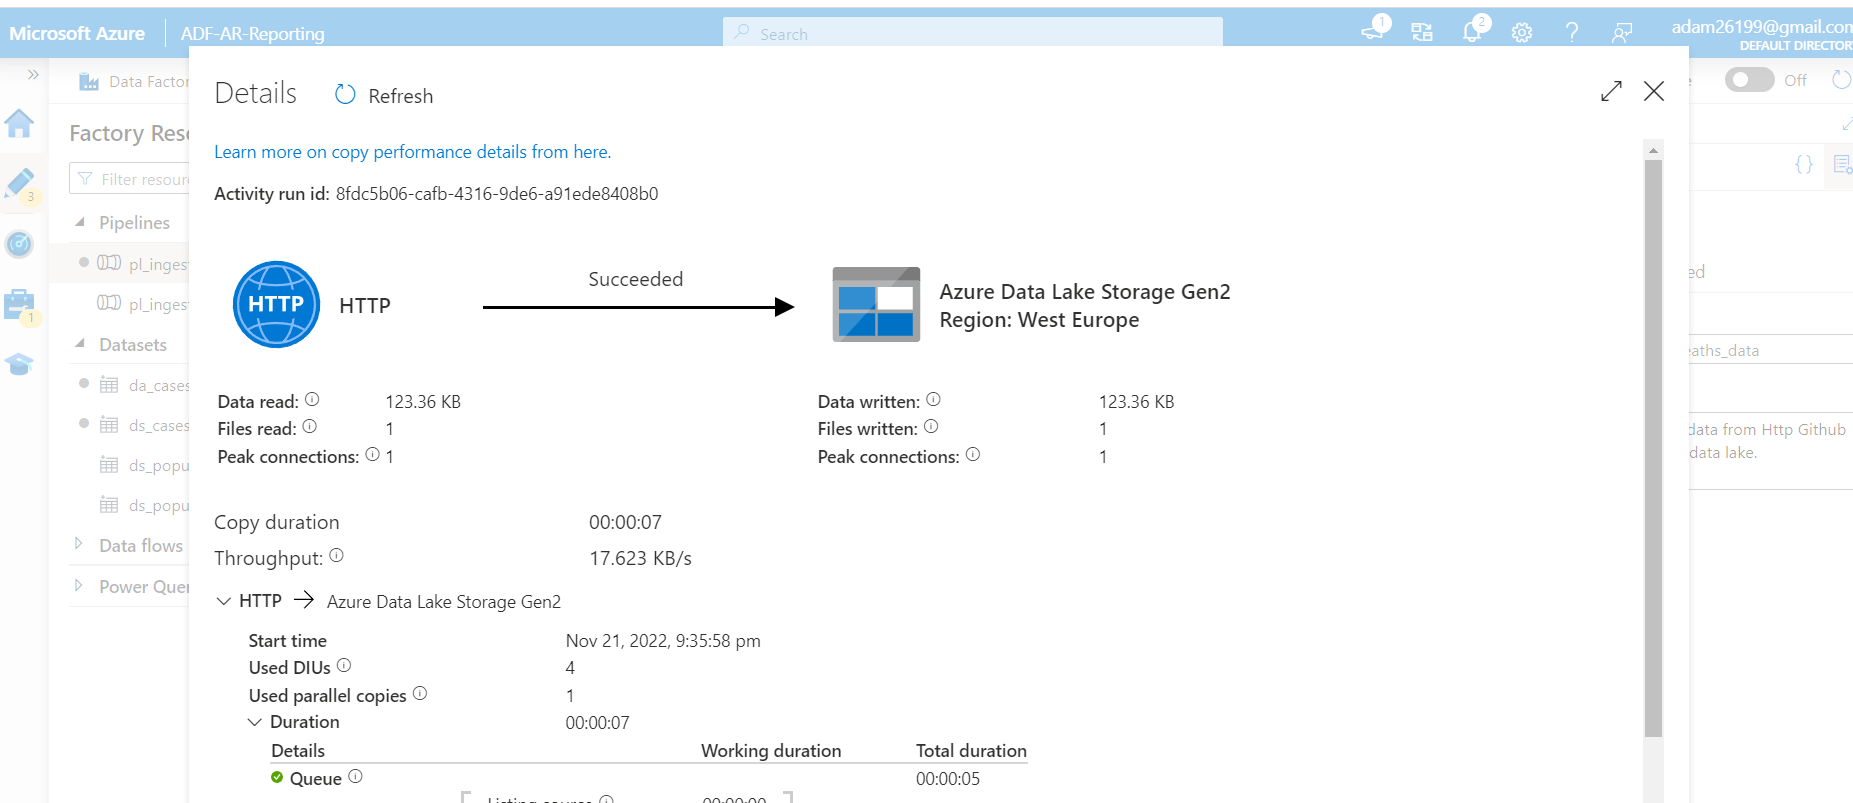 Microsoft Azure
ADF-AR-Reporting
Search
1
2
adam26199@gmail.com
DEFAULT DIRECTOR
Data Factor
Off
Factory Res
Filter resour
3
Pipelines
pl_inges
pl_inges
1
Datasets
da_cases
ds_cases
ds_popu
ds_popu
Data flows
Power Quer
Details
Refresh
Learn more on copy performance details from here.
Activity run id: 8fdc5b06-cafb-4316-9de6-a91ede8408b0
HTTP
HTTP
Succeeded
Azure Data Lake Storage Gen2
Region: West Europe
Data read: 123.36 KB
Files read: 1
Peak connections: 1
Data written: 123.36 KB
Files written: 1
Peak connections: 1
Copy duration 00:00:07
Throughput: 17.623 KB/s
HTTP → Azure Data Lake Storage Gen2
Start time Nov 21, 2022, 9:35:58 pm
Used DIUs 4
Used parallel copies 1
Duration 00:00:07
Details Working duration Total duration
Queue 00:00:05
Listing source 00:00:00
{}
ed
eaths_data
data from Http Github
data lake.